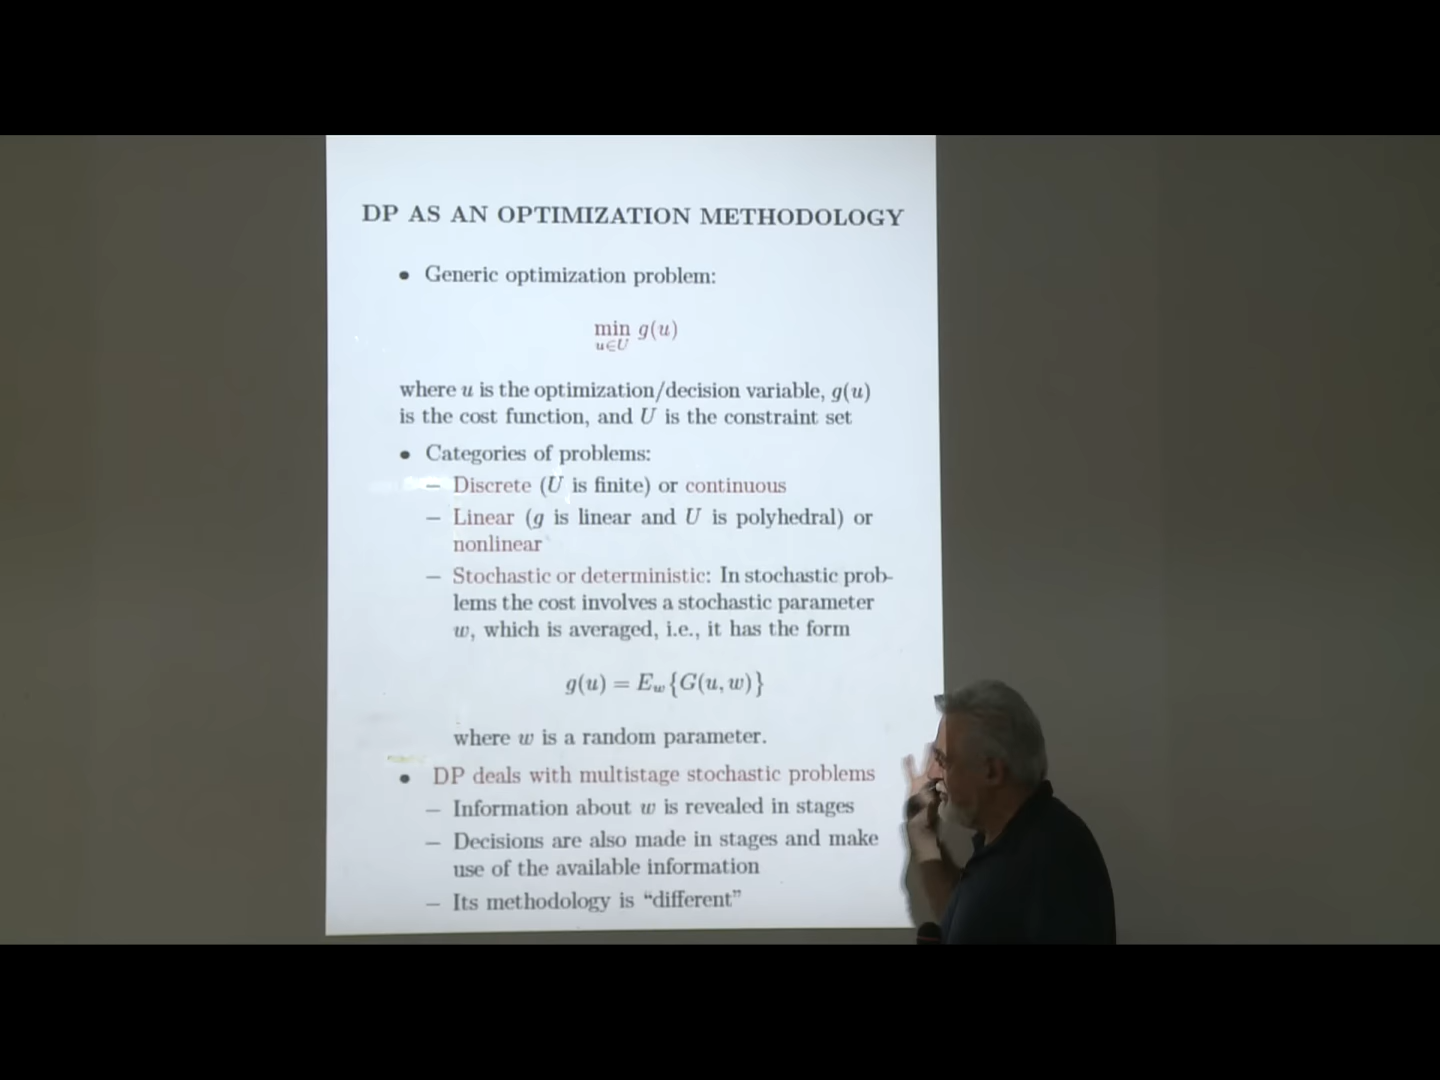 DP AS AN OPTIMIZATION METHODOLOGY
• Generic optimization problem:
min g(u)
u∈U
where u is the optimization/decision variable, g(u)
is the cost function, and U is the constraint set
• Categories of problems:
– Discrete (U is finite) or continuous
– Linear (g is linear and U is polyhedral) or
nonlinear
– Stochastic or deterministic: In stochastic prob-
lems the cost involves a stochastic parameter
w, which is averaged, i.e., it has the form
g(u) = E_w{G(u, w)}
where w is a random parameter.
• DP deals with multistage stochastic problems
– Information about w is revealed in stages
– Decisions are also made in stages and make
use of the available information
– Its methodology is “different”